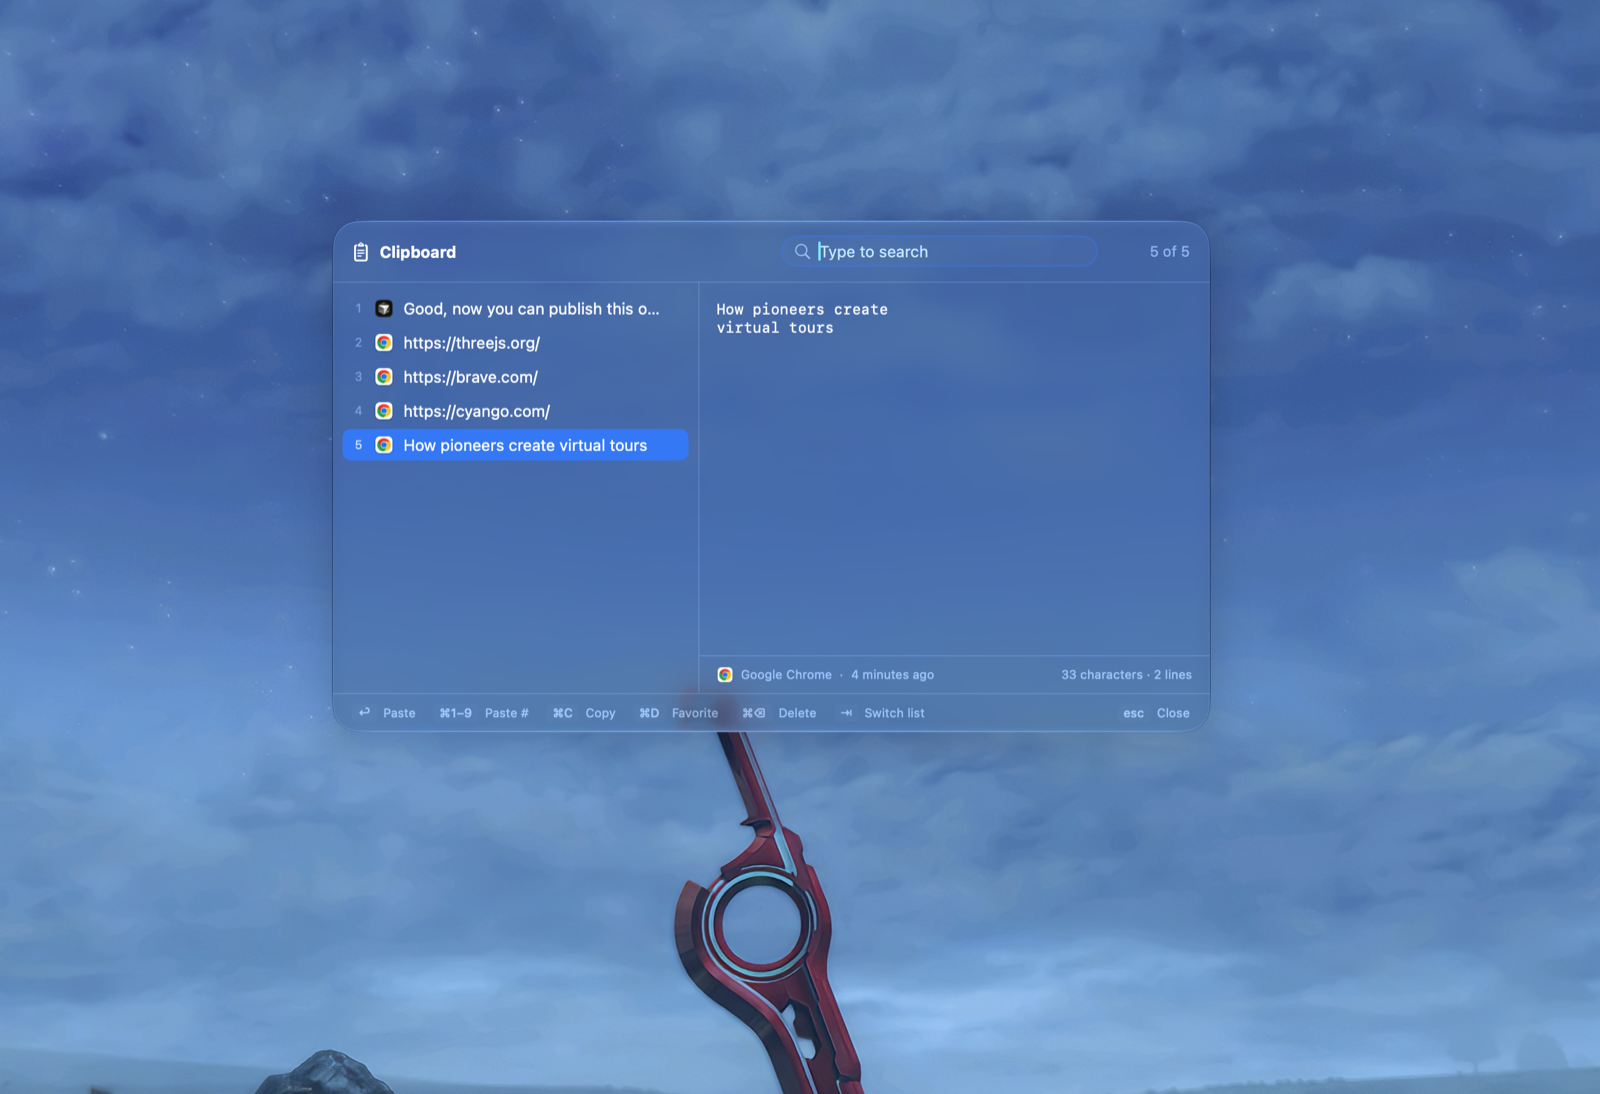 Clipboard
Type to search
5 of 5
1 Good, now you can publish this o...
2 https://threejs.org/
3 https://brave.com/
4 https://cyango.com/
5 How pioneers create virtual tours
How pioneers create
virtual tours
Google Chrome · 4 minutes ago
33 characters · 2 lines
↩ Paste ⌘1–9 Paste # ⌘C Copy ⌘D Favorite ⌘⌫ Delete ⇥ Switch list esc Close